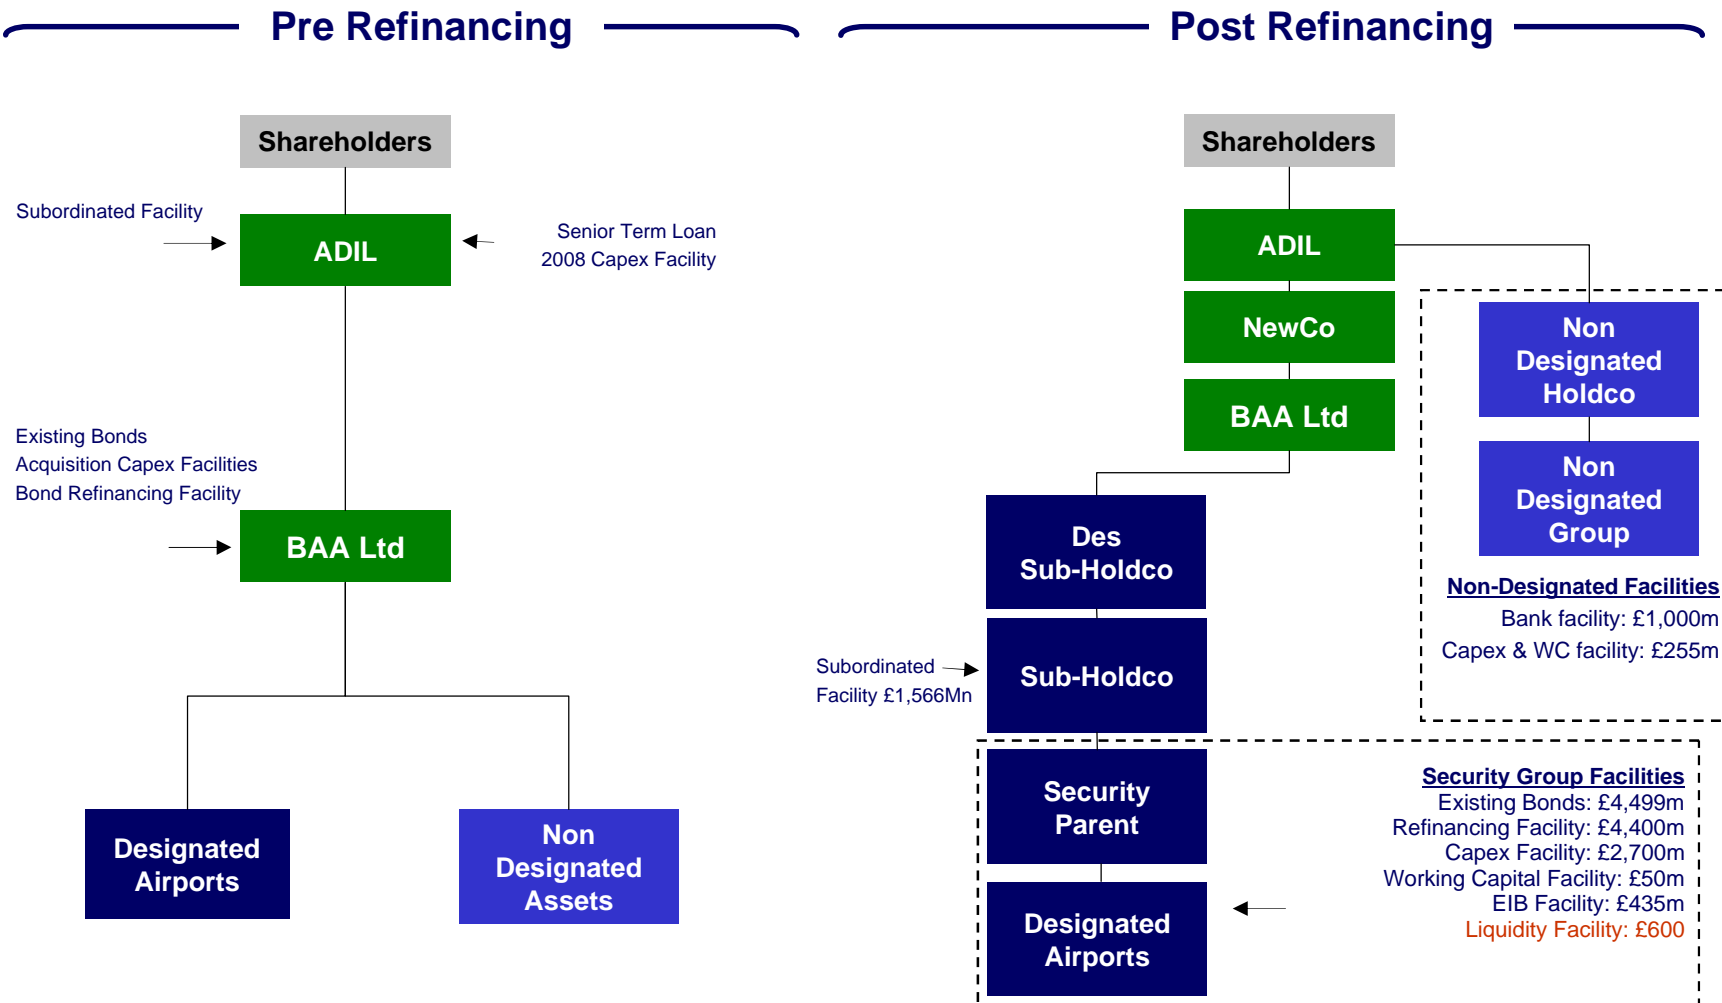 Pre Refinancing
Shareholders
Subordinated Facility
ADIL
Senior Term Loan
2008 Capex Facility
Existing Bonds
Acquisition Capex Facilities
Bond Refinancing Facility
BAA Ltd
Designated
Airports
Non
Designated
Assets
Post Refinancing
Shareholders
ADIL
NewCo
BAA Ltd
Non
Designated
Holdco
Non
Designated
Group
Non-Designated Facilities
Bank facility: £1,000m
Capex & WC facility: £255m
Des
Sub-Holdco
Subordinated
Facility £1,566Mn
Sub-Holdco
Security
Parent
Designated
Airports
Security Group Facilities
Existing Bonds: £4,499m
Refinancing Facility: £4,400m
Capex Facility: £2,700m
Working Capital Facility: £50m
EIB Facility: £435m
Liquidity Facility: £600